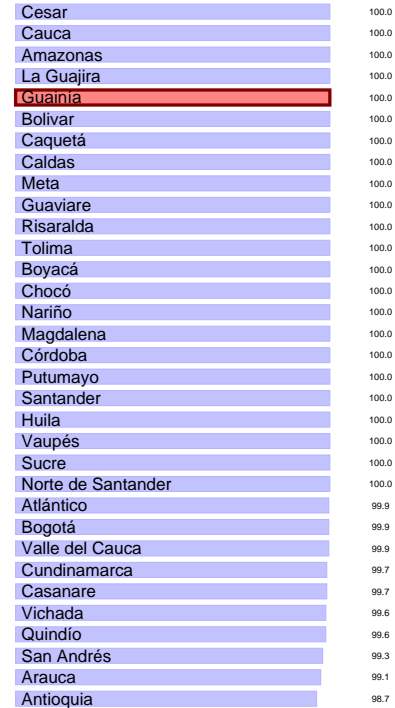 Cesar 100.0
Cauca 100.0
Amazonas 100.0
La Guajira 100.0
Guainía 100.0
Bolivar 100.0
Caquetá 100.0
Caldas 100.0
Meta 100.0
Guaviare 100.0
Risaralda 100.0
Tolima 100.0
Boyacá 100.0
Chocó 100.0
Nariño 100.0
Magdalena 100.0
Córdoba 100.0
Putumayo 100.0
Santander 100.0
Huila 100.0
Vaupés 100.0
Sucre 100.0
Norte de Santander 100.0
Atlántico 99.9
Bogotá 99.9
Valle del Cauca 99.9
Cundinamarca 99.7
Casanare 99.7
Vichada 99.6
Quindío 99.6
San Andrés 99.3
Arauca 99.1
Antioquia 98.7